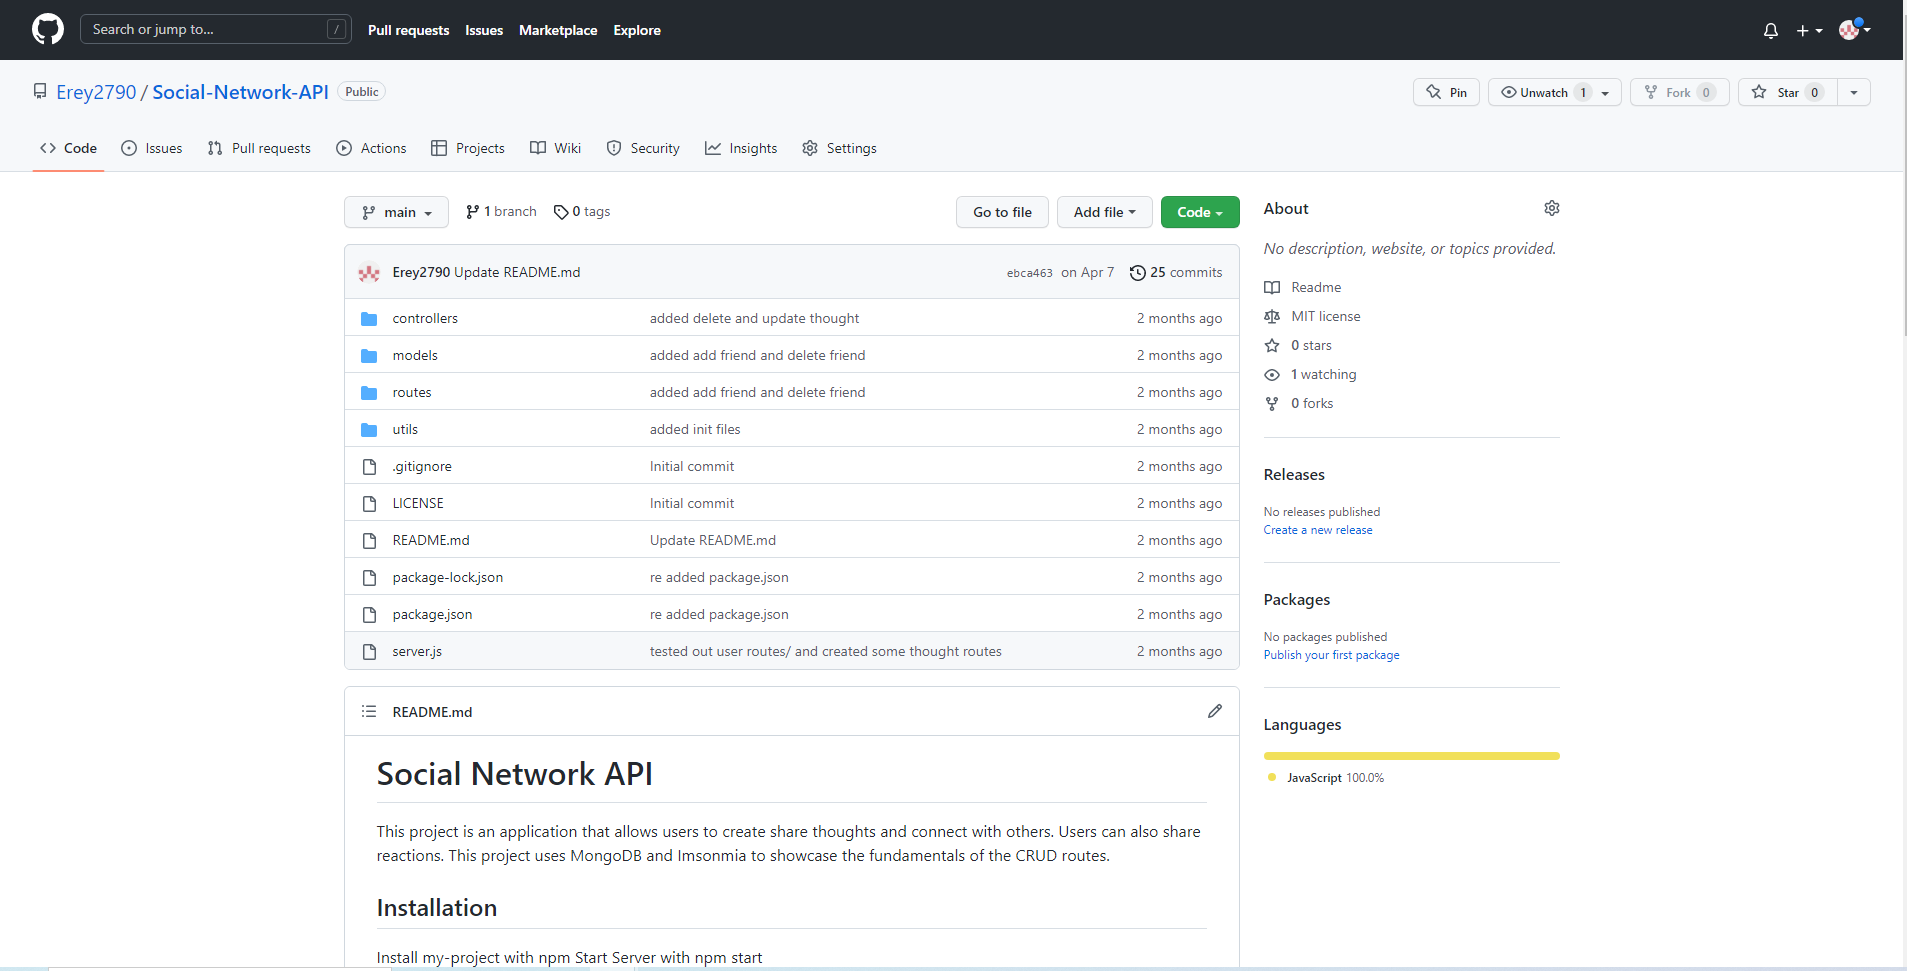 Search or jump to... /
Pull requests Issues Marketplace Explore
Erey2790 / Social-Network-API Public
Pin Unwatch 1 Fork 0 Star 0
Code Issues Pull requests Actions Projects Wiki Security Insights Settings
main 1 branch 0 tags Go to file Add file Code
Erey2790 Update README.md ebca463 on Apr 7 25 commits
controllers added delete and update thought 2 months ago
models added add friend and delete friend 2 months ago
routes added add friend and delete friend 2 months ago
utils added init files 2 months ago
.gitignore Initial commit 2 months ago
LICENSE Initial commit 2 months ago
README.md Update README.md 2 months ago
package-lock.json re added package.json 2 months ago
package.json re added package.json 2 months ago
server.js tested out user routes/ and created some thought routes 2 months ago
README.md
Social Network API
This project is an application that allows users to create share thoughts and connect with others. Users can also share
reactions. This project uses MongoDB and Imsonmia to showcase the fundamentals of the CRUD routes.
Installation
Install my-project with npm Start Server with npm start
About
No description, website, or topics provided.
Readme
MIT license
0 stars
1 watching
0 forks
Releases
No releases published
Create a new release
Packages
No packages published
Publish your first package
Languages
JavaScript 100.0%